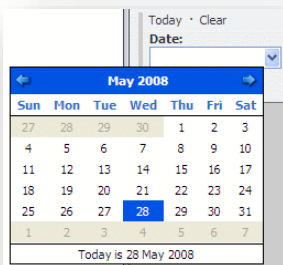 Today · Clear
Date:
May 2008
Sun Mon Tue Wed Thu Fri Sat
27 28 29 30 1 2 3
4 5 6 7 8 9 10
11 12 13 14 15 16 17
18 19 20 21 22 23 24
25 26 27 28 29 30 31
1 2 3 4 5 6 7
Today is 28 May 2008